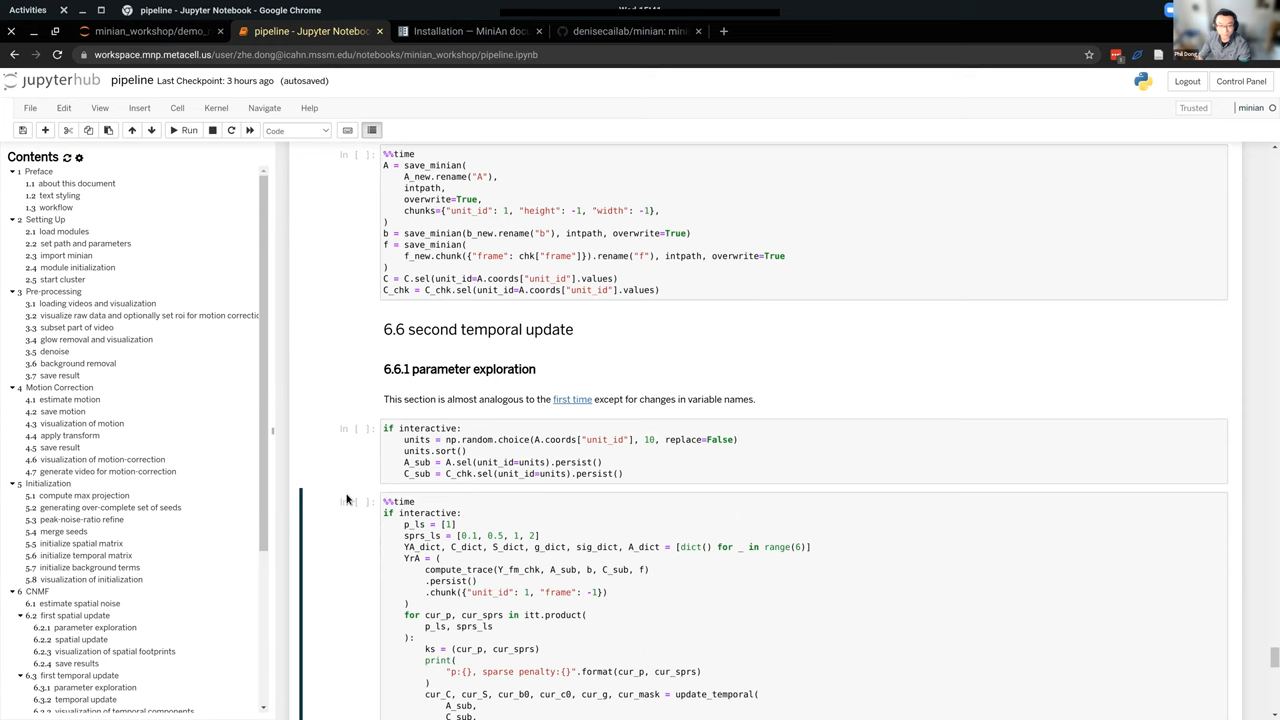 Activities
pipeline - Jupyter Notebook - Google Chrome
minian_workshop/demo_r
pipeline - Jupyter Noteboo
Installation — MiniAn docum
denisecailab/minian: minia
workspace.mnp.metacell.us/user/zhe.dong@icahn.mssm.edu/notebooks/minian_workshop/pipeline.ipynb
Phil Dong
jupyterhub pipeline Last Checkpoint: 3 hours ago (autosaved)
Logout
Control Panel
File Edit View Insert Cell Kernel Navigate Help
Trusted
minian
Run
Code
Contents
1 Preface
1.1 about this document
1.2 text styling
1.3 workflow
2 Setting Up
2.1 load modules
2.2 set path and parameters
2.3 import minian
2.4 module initialization
2.5 start cluster
3 Pre-processing
3.1 loading videos and visualization
3.2 visualize raw data and optionally set roi for motion correctio
3.3 subset part of video
3.4 glow removal and visualization
3.5 denoise
3.6 background removal
3.7 save result
4 Motion Correction
4.1 estimate motion
4.2 save motion
4.3 visualization of motion
4.4 apply transform
4.5 save result
4.6 visualization of motion-correction
4.7 generate video for motion-correction
5 Initialization
5.1 compute max projection
5.2 generating over-complete set of seeds
5.3 peak-noise-ratio refine
5.4 merge seeds
5.5 initialize spatial matrix
5.6 initialize temporal matrix
5.7 initialize background terms
5.8 visualization of initialization
6 CNMF
6.1 estimate spatial noise
6.2 first spatial update
6.2.1 parameter exploration
6.2.2 spatial update
6.2.3 visualization of spatial footprints
6.2.4 save results
6.3 first temporal update
6.3.1 parameter exploration
6.3.2 temporal update
6.3.3 visualization of temporal components
In [ ]:
%%time
A = save_minian(
A_new.rename("A"),
intpath,
overwrite=True,
chunks={"unit_id": 1, "height": -1, "width": -1},
)
b = save_minian(b_new.rename("b"), intpath, overwrite=True)
f = save_minian(
f_new.chunk({"frame": chk["frame"]}).rename("f"), intpath, overwrite=True
)
C = C.sel(unit_id=A.coords["unit_id"].values)
C_chk = C_chk.sel(unit_id=A.coords["unit_id"].values)
6.6 second temporal update
6.6.1 parameter exploration
This section is almost analogous to the first time except for changes in variable names.
In [ ]:
if interactive:
units = np.random.choice(A.coords["unit_id"], 10, replace=False)
units.sort()
A_sub = A.sel(unit_id=units).persist()
C_sub = C_chk.sel(unit_id=units).persist()
In [ ]:
%%time
if interactive:
p_ls = [1]
sprs_ls = [0.1, 0.5, 1, 2]
YA_dict, C_dict, S_dict, g_dict, sig_dict, A_dict = [dict() for _ in range(6)]
YrA = (
compute_trace(Y_fm_chk, A_sub, b, C_sub, f)
.persist()
.chunk({"unit_id": 1, "frame": -1})
)
for cur_p, cur_sprs in itt.product(
p_ls, sprs_ls
):
ks = (cur_p, cur_sprs)
print(
"p:{}, sparse penalty:{}".format(cur_p, cur_sprs)
)
cur_C, cur_S, cur_b0, cur_c0, cur_g, cur_mask = update_temporal(
A_sub,
C_sub,